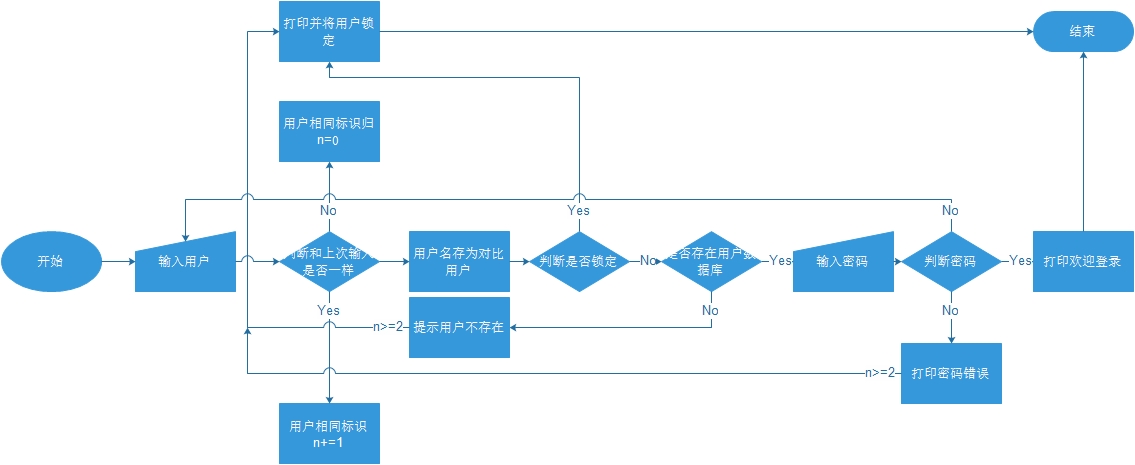 打印并将用户锁
定
结束
用户相同标识归
n=0
No
Yes
No
开始
输入用户
判断和上次输入
是否一样
用户名存为对比
用户
判断是否锁定
No
是否存在用户数
据库
Yes
输入密码
判断密码
Yes
打印欢迎登录
Yes
No
No
n>=2
提示用户不存在
n>=2
打印密码错误
用户相同标识
n+=1